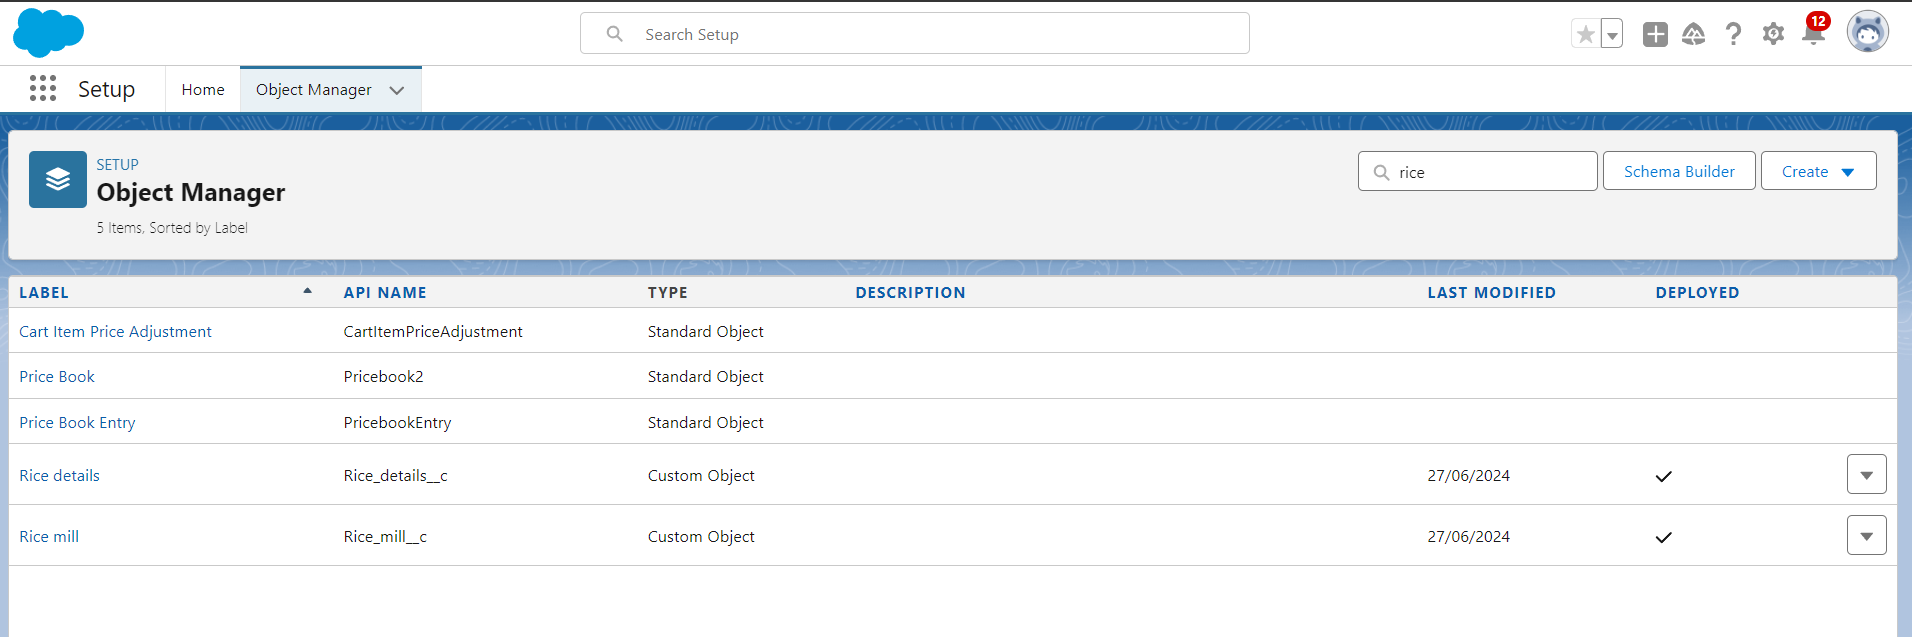 Search Setup
12
Setup
Home
Object Manager
SETUP
Object Manager
5 Items, Sorted by Label
rice
Schema Builder
Create
LABEL API NAME TYPE DESCRIPTION LAST MODIFIED DEPLOYED
Cart Item Price Adjustment CartItemPriceAdjustment Standard Object
Price Book Pricebook2 Standard Object
Price Book Entry PricebookEntry Standard Object
Rice details Rice_details__c Custom Object 27/06/2024
Rice mill Rice_mill__c Custom Object 27/06/2024